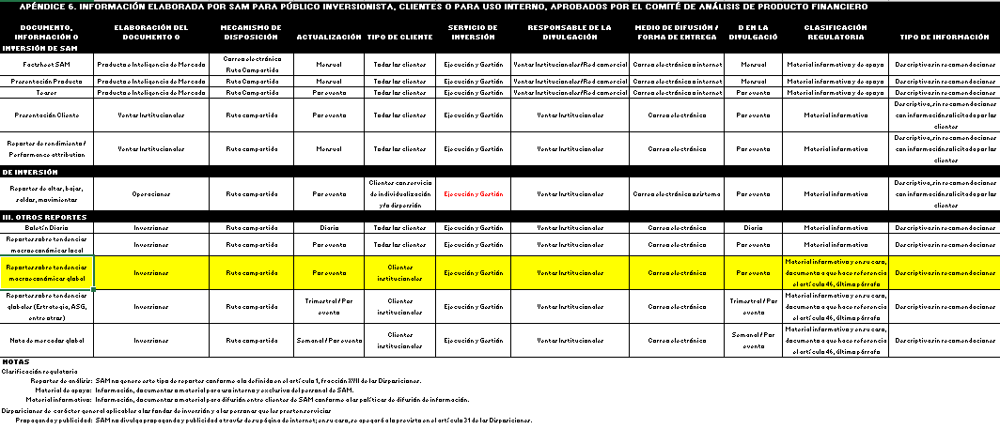 APÉNDICE 6. INFORMACIÓN ELABORADA POR SAM PARA PÚBLICO INVERSIONISTA, CLIENTES O PARA USO INTERNO, APROBADOS POR EL COMITÉ DE ANÁLISIS DE PRODUCTO FINANCIERO
DOCUMENTO,
INFORMACIÓN O
INVERSIÓN DE SAM
ELABORACIÓN DEL
DOCUMENTO O
MECANISMO DE
DISPOSICIÓN
ACTUALIZACIÓN
TIPO DE CLIENTE
SERVICIO DE
INVERSIÓN
RESPONSABLE DE LA
DIVULGACIÓN
MEDIO DE DIFUSIÓN /
FORMA DE ENTREGA
D EN LA
DIVULGACIÓ
CLASIFICACIÓN
REGULATORIA
TIPO DE INFORMACIÓN
Factsheet SAM
Producto e Inteligencia de Mercado
Correo electrónico
Ruta Compartida
Mensual
Todos los clientes
Ejecución y Gestión
Ventas Institucionales/Red comercial
Correo electrónico o internet
Mensual
Material informativo y de apoyo
Descriptivo sin recomendaciones
Presentación Producto
Producto e Inteligencia de Mercado
Ruta Compartida
Mensual
Todos los clientes
Ejecución y Gestión
Ventas Institucionales/Red comercial
Correo electrónico o internet
Mensual
Material informativo y de apoyo
Descriptivo sin recomendaciones
Teaser
Producto e Inteligencia de Mercado
Ruta Compartida
Por evento
Todos los clientes
Ejecución y Gestión
Ventas Institucionales/Red comercial
Correo electrónico o internet
Por evento
Material informativo y de apoyo
Descriptivo sin recomendaciones
Presentación Cliente
Ventas Institucionales
Ruta compartida
Por evento
Todos los clientes
Ejecución y Gestión
Ventas Institucionales
Correo electrónico
Por evento
Material informativo
Descriptivo, sin recomendaciones
con información solicitada por los
clientes
Reportes de rendimiento /
Performance attribution
Ventas Institucionales
Ruta compartida
Mensual
Todos los clientes
Ejecución y Gestión
Ventas Institucionales
Correo electrónico
Por evento
Material informativo
Descriptivo, sin recomendaciones
con información solicitada por los
clientes
DE INVERSIÓN
Reportes de altas, bajas,
saldos, movimientos
Operaciones
Ruta compartida
Por evento
Clientes con servicio
de individualización
y/o dispersión
Ejecución y Gestión
Ventas Institucionales
Correo electrónico o sistema
Por evento
Material informativo
Descriptivo, sin recomendaciones
con información solicitada por los
clientes
III. OTROS REPORTES
Boletín Diario
Inversiones
Ruta compartida
Diario
Todos los clientes
Ejecución y Gestión
Ventas Institucionales
Correo electrónico
Diario
Material informativo
Descriptivo sin recomendaciones
Reportes sobre tendencias
macroeconómicas local
Inversiones
Ruta compartida
Por evento
Todos los clientes
Ejecución y Gestión
Ventas Institucionales
Correo electrónico
Por evento
Material informativo
Descriptivo sin recomendaciones
Reportes sobre tendencias
macroeconómicas global
Inversiones
Ruta compartida
Por evento
Clientes
institucionales
Ejecución y Gestión
Ventas Institucionales
Correo electrónico
Por evento
Material informativo y en su caso,
documento a que hace referencia
el artículo 46, último párrafo
Descriptivo sin recomendaciones
Reportes sobre tendencias
globales (Estrategia, ASG,
entre otras)
Inversiones
Ruta compartida
Trimestral / Por
evento
Clientes
institucionales
Ejecución y Gestión
Ventas Institucionales
Correo electrónico
Trimestral / Por
evento
Material informativo y en su caso,
documento a que hace referencia
el artículo 46, último párrafo
Descriptivo sin recomendaciones
Nota de mercados global
Inversiones
Ruta compartida
Semanal / Por evento
Clientes
institucionales
Ejecución y Gestión
Ventas Institucionales
Correo electrónico
Semanal / Por
evento
Material informativo y en su caso,
documento a que hace referencia
el artículo 46, último párrafo
Descriptivo sin recomendaciones
NOTAS
Clasificación regulatoria
Reportes de análisis: SAM no genera este tipo de reportes conforme a lo definido en el artículo 1, fracción XVII de las Disposiciones.
Material de apoyo: Información, documentos o material para uso interno y exclusivo del personal de SAM.
Material informativo: Información, documentos o material para difusión entre clientes de SAM conforme a las políticas de difusión de información.
Disposiciones de carácter general aplicables a los fondos de inversión y a las personas que les prestan servicios
Propaganda y publicidad: SAM no divulga propaganda y publicidad a través de su página de internet; en su caso, se apegará a lo previsto en el artículo 31 de las Disposiciones.